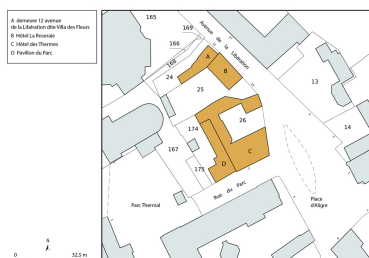 A demeure 12 avenue
de la Libération dite Villa des Fleurs
B Hôtel La Roseraie
C Hôtel des Thermes
D Pavillon du Parc
165
169
166
168
24
25
Avenue de la Libération
A
B
13
14
26
174
167
175
C
D
Rue du Parc
Parc Thermal
Place
d'Aligre
N
0 32,5 m